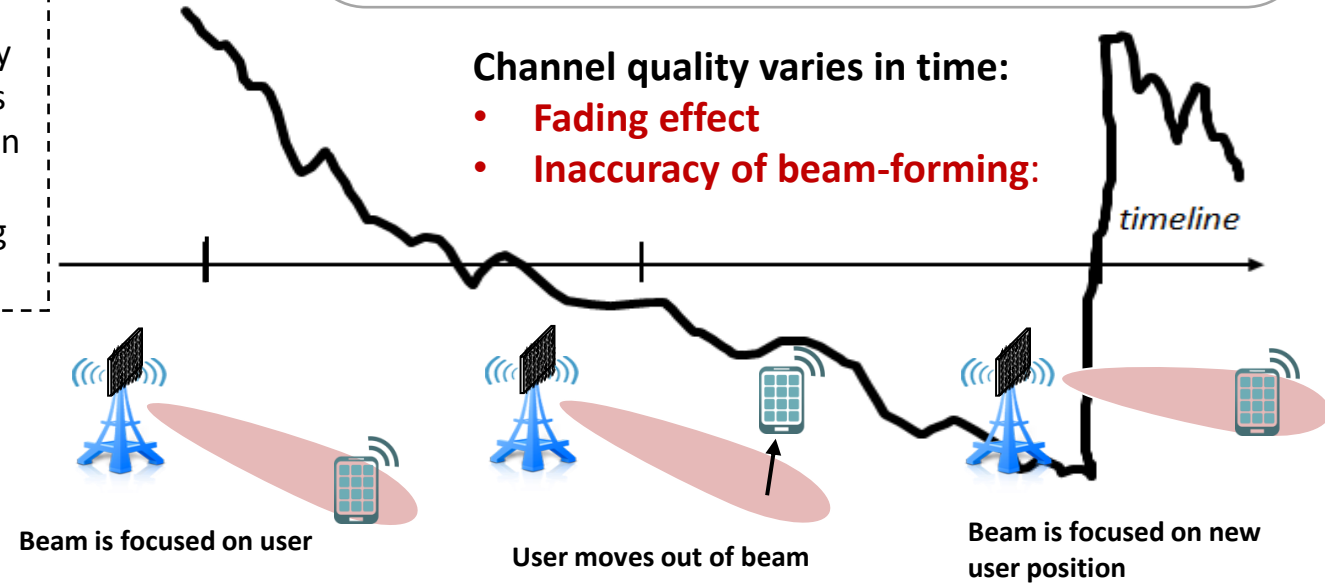 y
s
n
g
Channel quality varies in time:
• Fading effect
• Inaccuracy of beam-forming:
timeline
Beam is focused on user
User moves out of beam
Beam is focused on new
user position